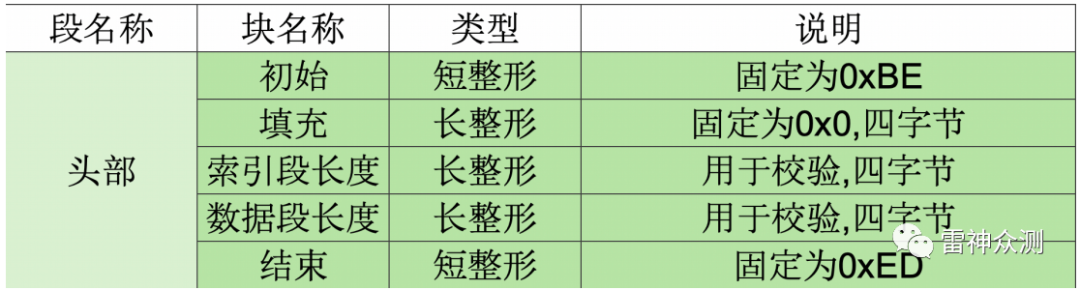 段名称 块名称 类型 说明
初始 短整形 固定为0xBE
填充 长整形 固定为0x0,四字节
头部 索引段长度 长整形 用于校验,四字节
数据段长度 长整形 用于校验,四字节
结束 短整形 固定为0xED
雷神众测